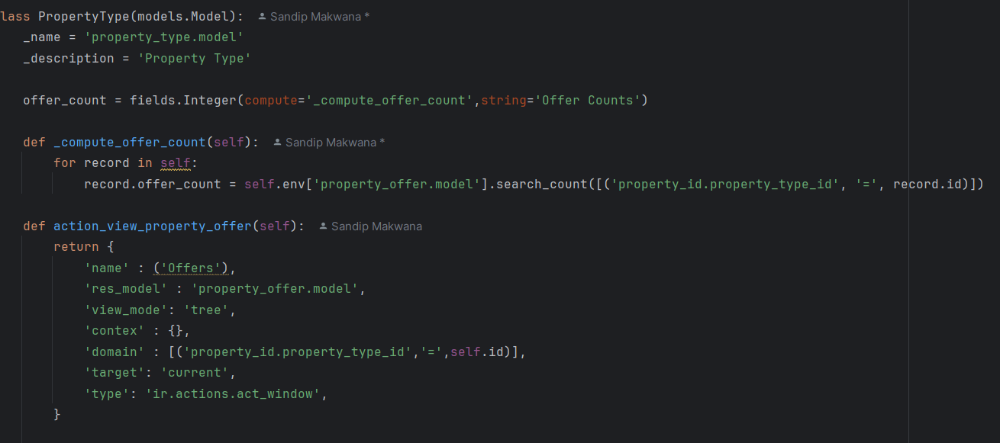 lass PropertyType(models.Model): Sandip Makwana *
_name = 'property_type.model'
_description = 'Property Type'
offer_count = fields.Integer(compute='_compute_offer_count',string='Offer Counts')
def _compute_offer_count(self): Sandip Makwana *
for record in self:
record.offer_count = self.env['property_offer.model'].search_count([('property_id.property_type_id', '=', record.id)])
def action_view_property_offer(self): Sandip Makwana
return {
'name' : ('Offers'),
'res_model' : 'property_offer.model',
'view_mode': 'tree',
'contex' : {},
'domain' : [('property_id.property_type_id','=',self.id)],
'target': 'current',
'type': 'ir.actions.act_window',
}